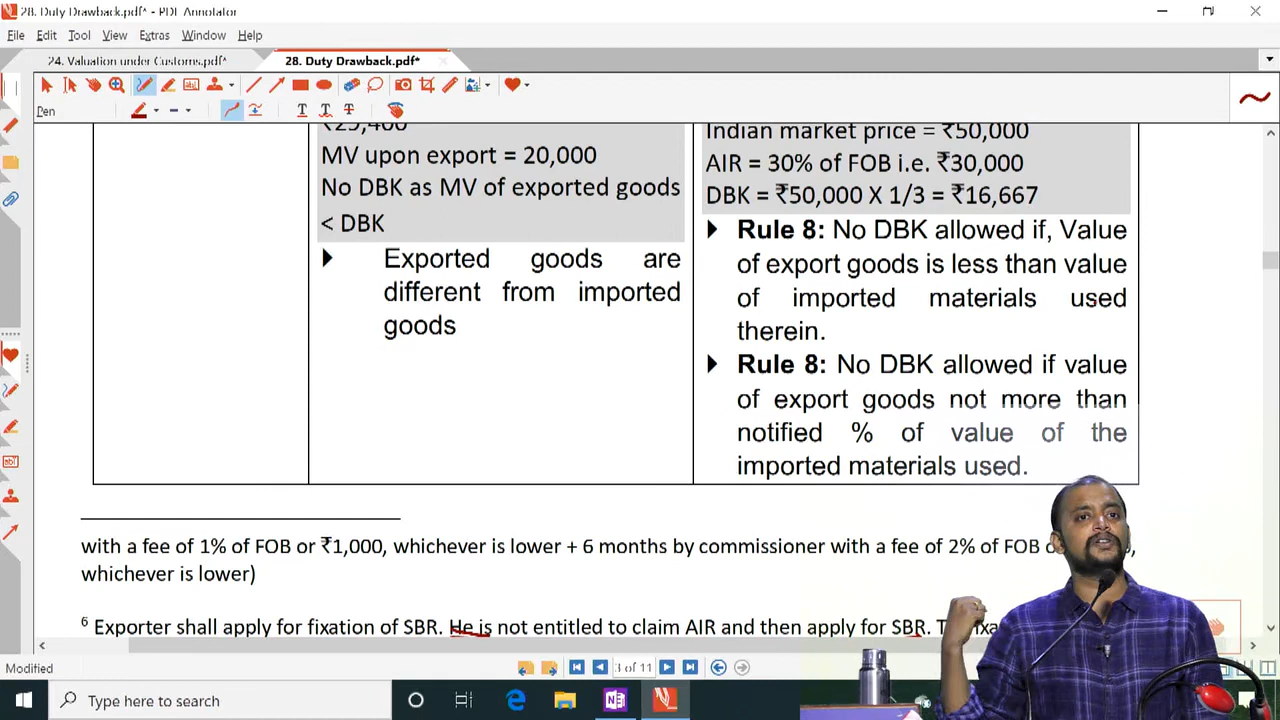 28. Duty Drawback.pdf* - PDF Annotator
File Edit Tool View Extras Window Help
24. Valuation under Customs.pdf* 28. Duty Drawback.pdf*
Pen
₹25,400
MV upon export = 20,000
No DBK as MV of exported goods
< DBK
Exported goods are
different from imported
goods
Indian market price = ₹50,000
AIR = 30% of FOB i.e. ₹30,000
DBK = ₹50,000 X 1/3 = ₹16,667
Rule 8: No DBK allowed if, Value
of export goods is less than value
of imported materials used
therein.
Rule 8: No DBK allowed if value
of export goods not more than
notified % of value of the
imported materials used.
with a fee of 1% of FOB or ₹1,000, whichever is lower + 6 months by commissioner with a fee of 2% of FOB
whichever is lower)
6 Exporter shall apply for fixation of SBR. He is not entitled to claim AIR and then apply for SBR.
Modified
3 of 11
Type here to search